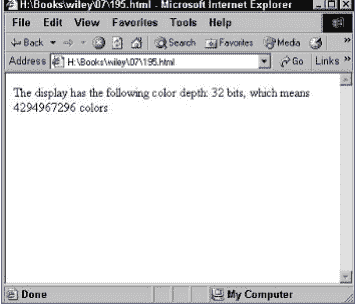 H:\Books\wiley\07\195.html - Microsoft Internet Explorer
File Edit View Favorites Tools Help
Back Search Favorites Media »
Address H:\Books\wiley\07\195.html Go Links »
The display has the following color depth: 32 bits, which means
4294967296 colors
Done My Computer